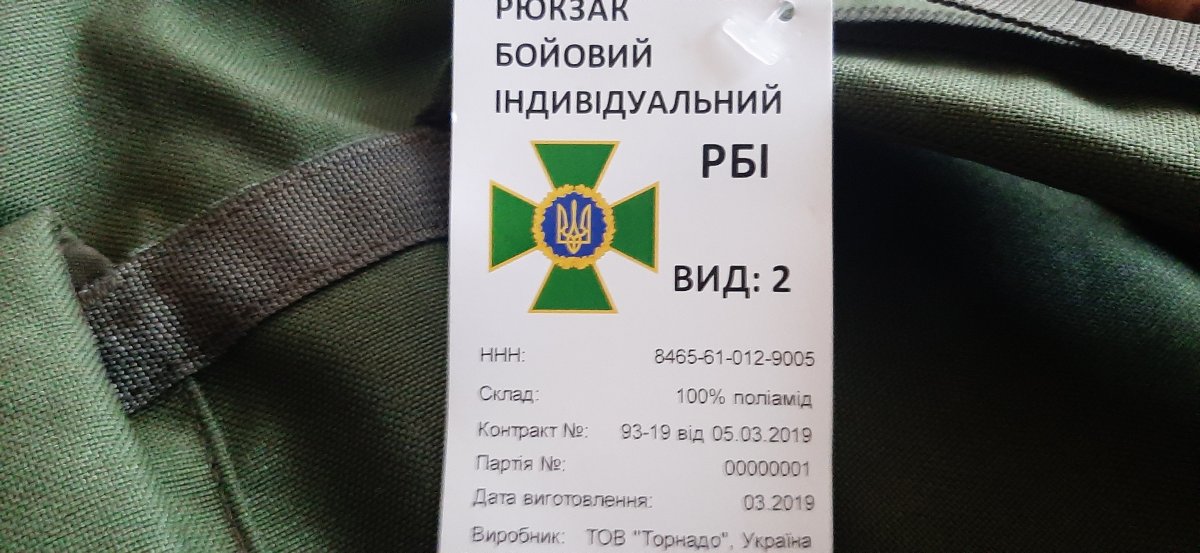 РЮКЗАК
БОЙОВИЙ
ІНДИВІДУАЛЬНИЙ
РБІ
ВИД: 2
ННН: 8465-61-012-9005
Склад: 100% поліамід
Контракт №: 93-19 від 05.03.2019
Партія №: 00000001
Дата виготовлення: 03.2019
Виробник: ТОВ "Торнадо", Україна